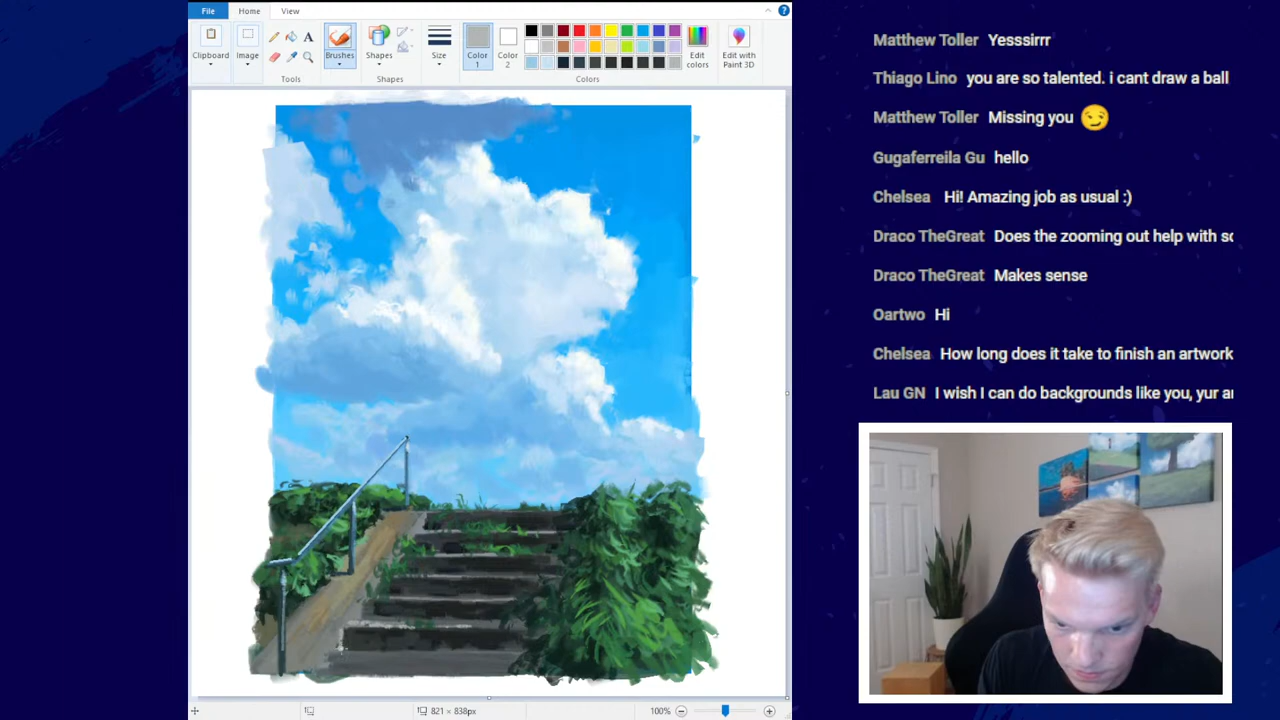 File
Home
View
Clipboard
Image
A
Tools
Brushes
Shapes
Shapes
Size
Color
1
Color
2
Edit
colors
Edit with
Paint 3D
Colors
821 × 838px
100%
Matthew Toller Yesssirrr
Thiago Lino you are so talented. i cant draw a ball
Matthew Toller Missing you 😏
Gugaferreila Gu hello
Chelsea Hi! Amazing job as usual :)
Draco TheGreat Does the zooming out help with
Draco TheGreat Makes sense
Oartwo Hi
Chelsea How long does it take to finish an artwork
Lau GN I wish I can do backgrounds like you, yur